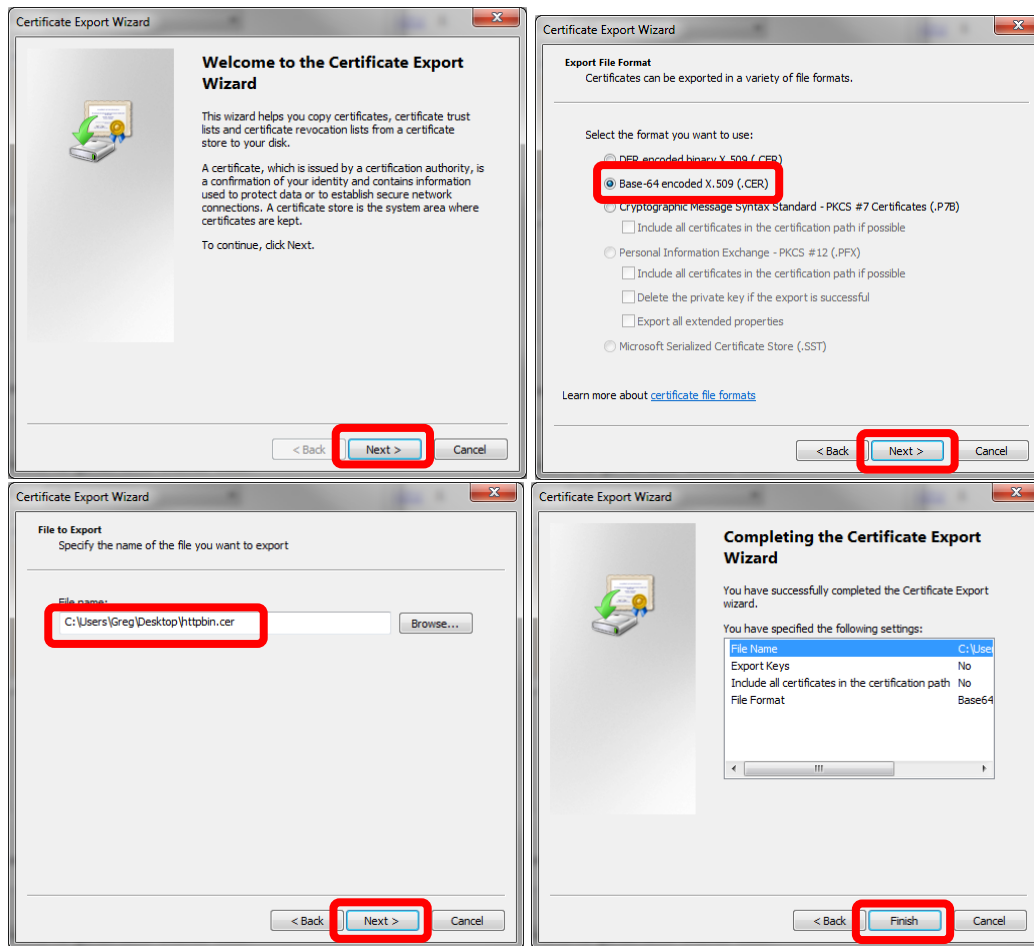 Certificate Export Wizard
Welcome to the Certificate Export
Wizard
This wizard helps you copy certificates, certificate trust
lists and certificate revocation lists from a certificate
store to your disk.
A certificate, which is issued by a certification authority, is
a confirmation of your identity and contains information
used to protect data or to establish secure network
connections. A certificate store is the system area where
certificates are kept.
To continue, click Next.
< Back
Next >
Cancel
Certificate Export Wizard
Export File Format
Certificates can be exported in a variety of file formats.
Select the format you want to use:
DER encoded binary X.509 (.CER)
Base-64 encoded X.509 (.CER)
Cryptographic Message Syntax Standard - PKCS #7 Certificates (.P7B)
Include all certificates in the certification path if possible
Personal Information Exchange - PKCS #12 (.PFX)
Include all certificates in the certification path if possible
Delete the private key if the export is successful
Export all extended properties
Microsoft Serialized Certificate Store (.SST)
Learn more about certificate file formats
< Back
Next >
Cancel
Certificate Export Wizard
File to Export
Specify the name of the file you want to export
File name:
C:\Users\Greg\Desktop\httpbin.cer
Browse...
< Back
Next >
Cancel
Certificate Export Wizard
Completing the Certificate Export
Wizard
You have successfully completed the Certificate Export
wizard.
You have specified the following settings:
File Name C:\User
Export Keys No
Include all certificates in the certification path No
File Format Base64
< Back
Finish
Cancel